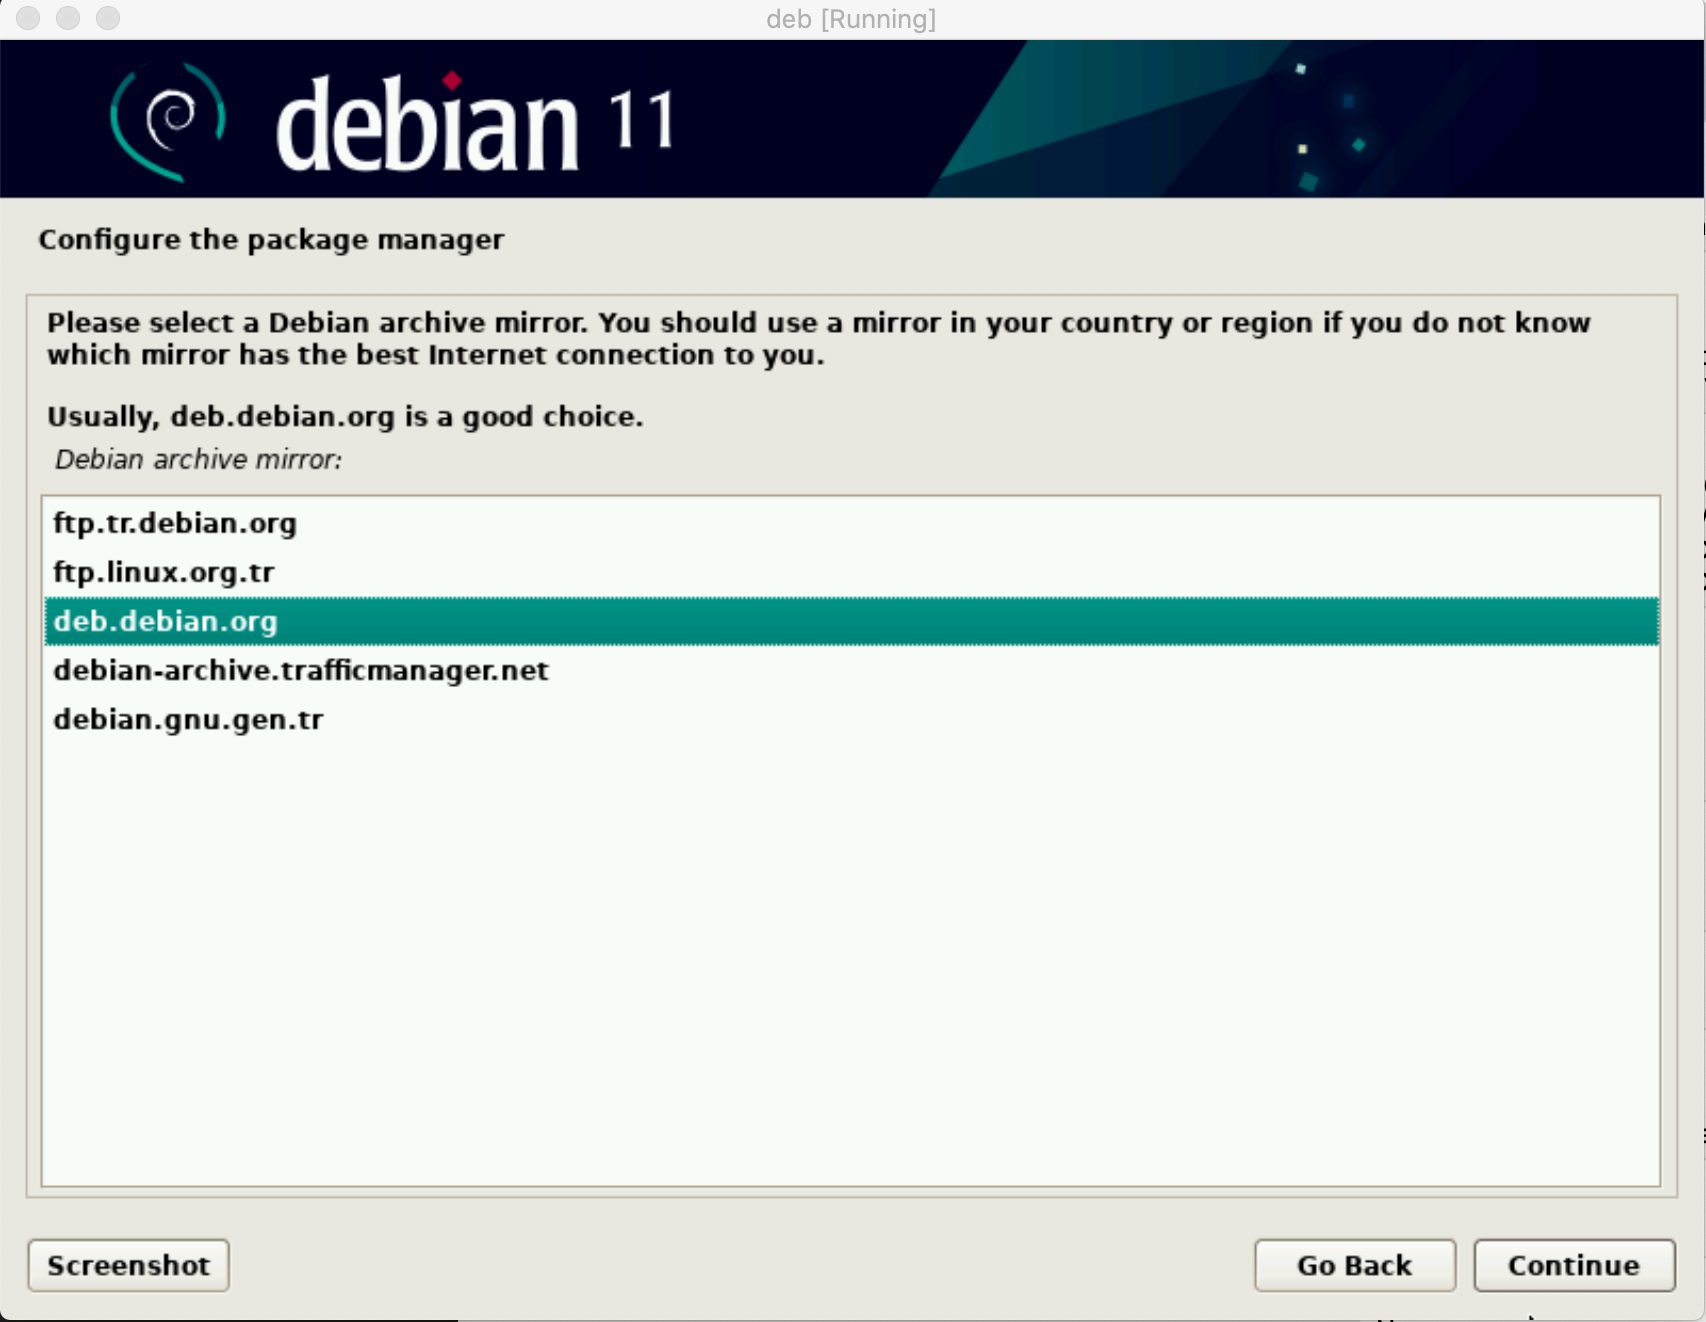 deb [Running]
debian 11
Configure the package manager
Please select a Debian archive mirror. You should use a mirror in your country or region if you do not know
which mirror has the best Internet connection to you.
Usually, deb.debian.org is a good choice.
Debian archive mirror:
ftp.tr.debian.org
ftp.linux.org.tr
deb.debian.org
debian-archive.trafficmanager.net
debian.gnu.gen.tr
Screenshot
Go Back
Continue